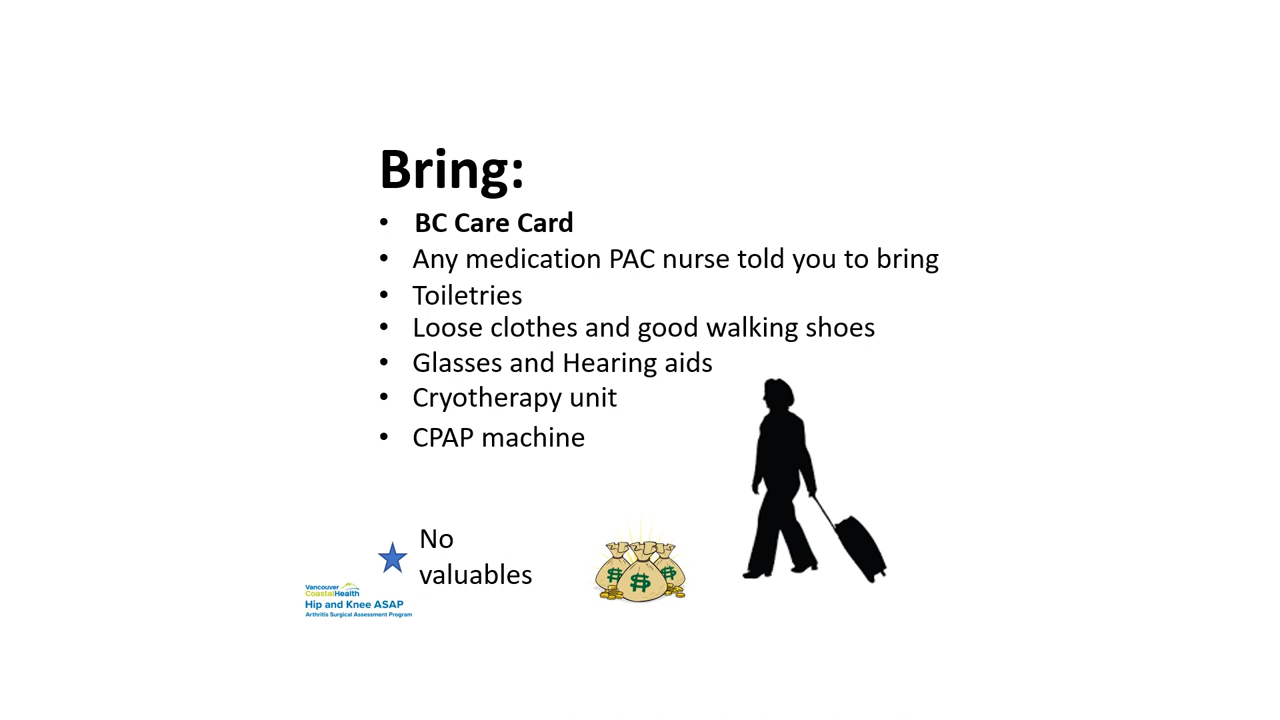 Bring:
• BC Care Card
• Any medication PAC nurse told you to bring
• Toiletries
• Loose clothes and good walking shoes
• Glasses and Hearing aids
• Cryotherapy unit
• CPAP machine
No
valuables
$ $ $
Vancouver
CoastalHealth
Hip and Knee ASAP
Arthritis Surgical Assessment Program